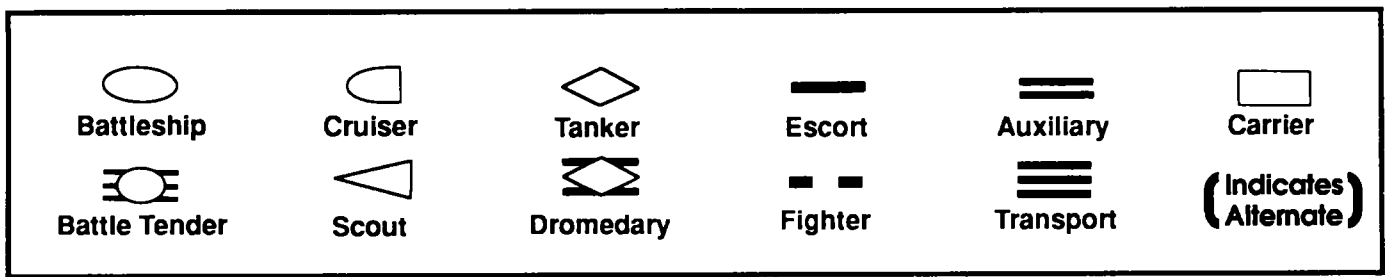 Battleship Cruiser Tanker Escort Auxiliary Carrier
Battle Tender Scout Dromedary Fighter Transport (Indicates
Alternate)